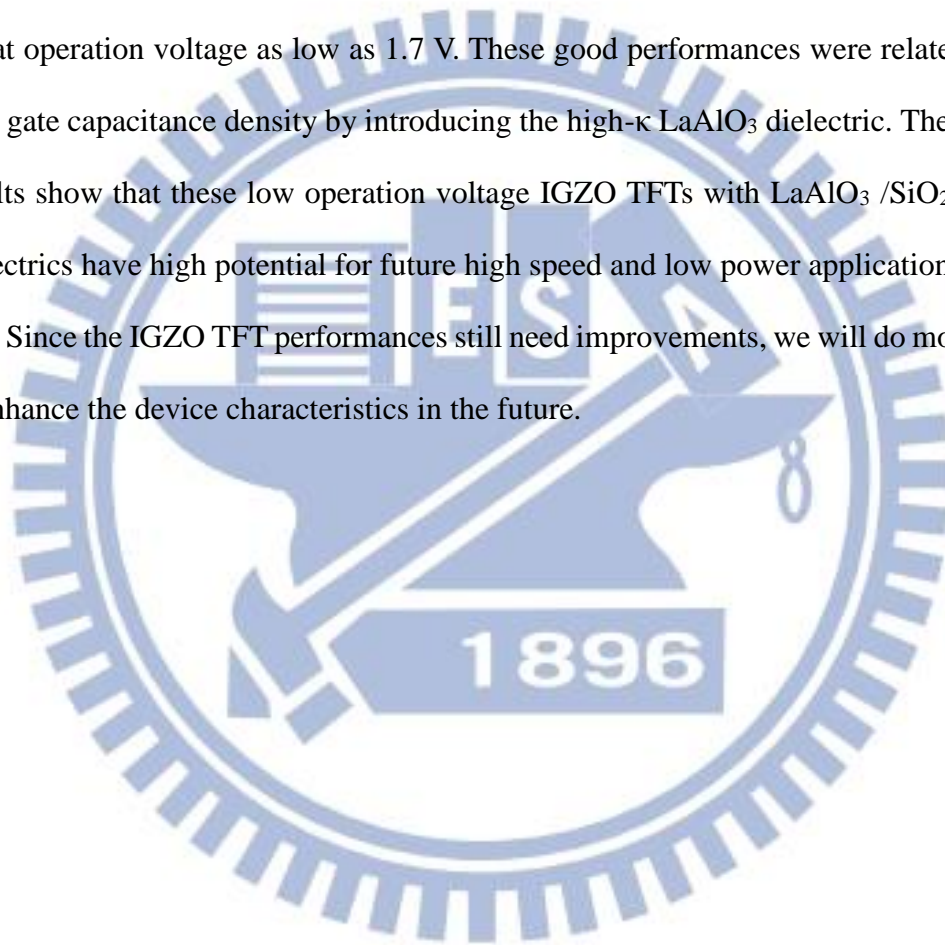 at operation voltage as low as 1.7 V. These good performances were relate
gate capacitance density by introducing the high-κ LaAlO₃ dielectric. The
lts show that these low operation voltage IGZO TFTs with LaAlO₃ /SiO₂
ectrics have high potential for future high speed and low power application
Since the IGZO TFT performances still need improvements, we will do mo
nhance the device characteristics in the future.
E S A
1896